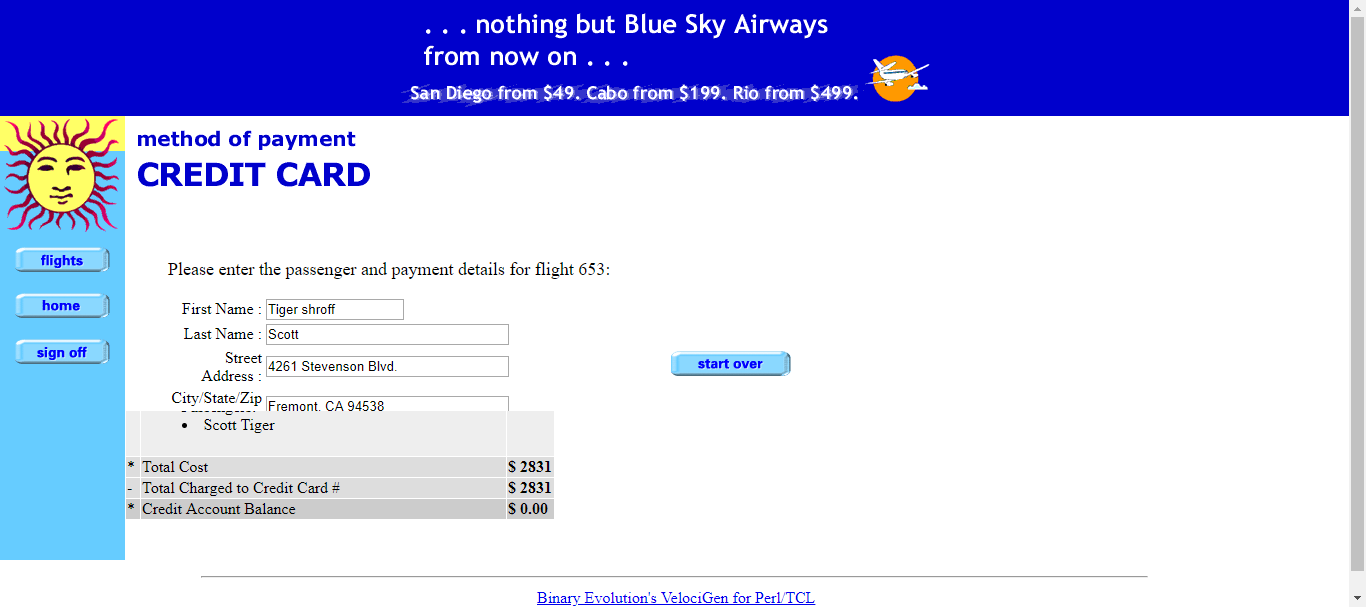 . . . nothing but Blue Sky Airways
from now on . . .
San Diego from $49. Cabo from $199. Rio from $499.
method of payment
CREDIT CARD
flights
home
sign off
Please enter the passenger and payment details for flight 653:
First Name : Tiger shroff
Last Name : Scott
Street
Address : 4261 Stevenson Blvd.
start over
City/State/Zip Fremont, CA 94538
• Scott Tiger
* Total Cost $ 2831
- Total Charged to Credit Card # $ 2831
* Credit Account Balance $ 0.00
Binary Evolution's VelociGen for Perl/TCL